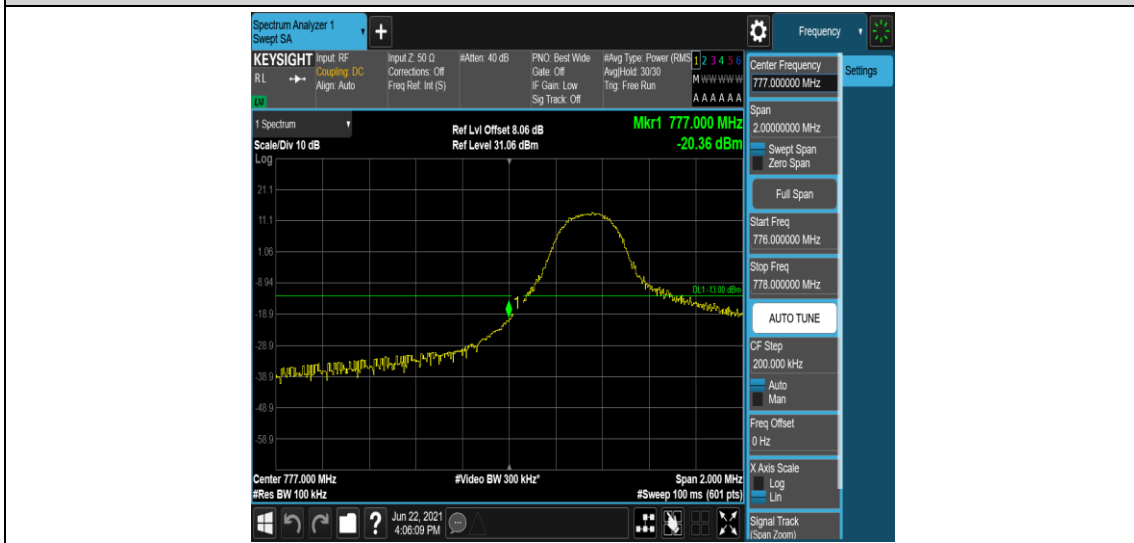 Spectrum Analyzer 1
Swept SA
+
Frequency
KEYSIGHT
RL
LXI
Input: RF
Coupling: DC
Align: Auto
Input Z: 50 Ω
Corrections: Off
Freq Ref: Int (S)
#Atten: 40 dB
PNO: Best Wide
Gate: Off
IF Gain: Low
Sig Track: Off
#Avg Type: Power (RMS
Avg|Hold: 30/30
Trig: Free Run
1 2 3 4 5 6
M W W W W W
A A A A A A
1 Spectrum
Scale/Div 10 dB
Log
Ref Lvl Offset 8.06 dB
Ref Level 31.06 dBm
Mkr1 777.000 MHz
-20.36 dBm
21.1
11.1
1.06
-8.94
-18.9
-28.9
-38.9
-48.9
-58.9
1
DL1 -13.00 dBm
Center 777.000 MHz
#Res BW 100 kHz
#Video BW 300 kHz*
Span 2.000 MHz
#Sweep 100 ms (601 pts)
?
Jun 22, 2021
4:06:09 PM
Center Frequency
777.000000 MHz
Settings
Span
2.00000000 MHz
Swept Span
Zero Span
Full Span
Start Freq
776.000000 MHz
Stop Freq
778.000000 MHz
AUTO TUNE
CF Step
200.000 kHz
Auto
Man
Freq Offset
0 Hz
X Axis Scale
Log
Lin
Signal Track
(Span Zoom)